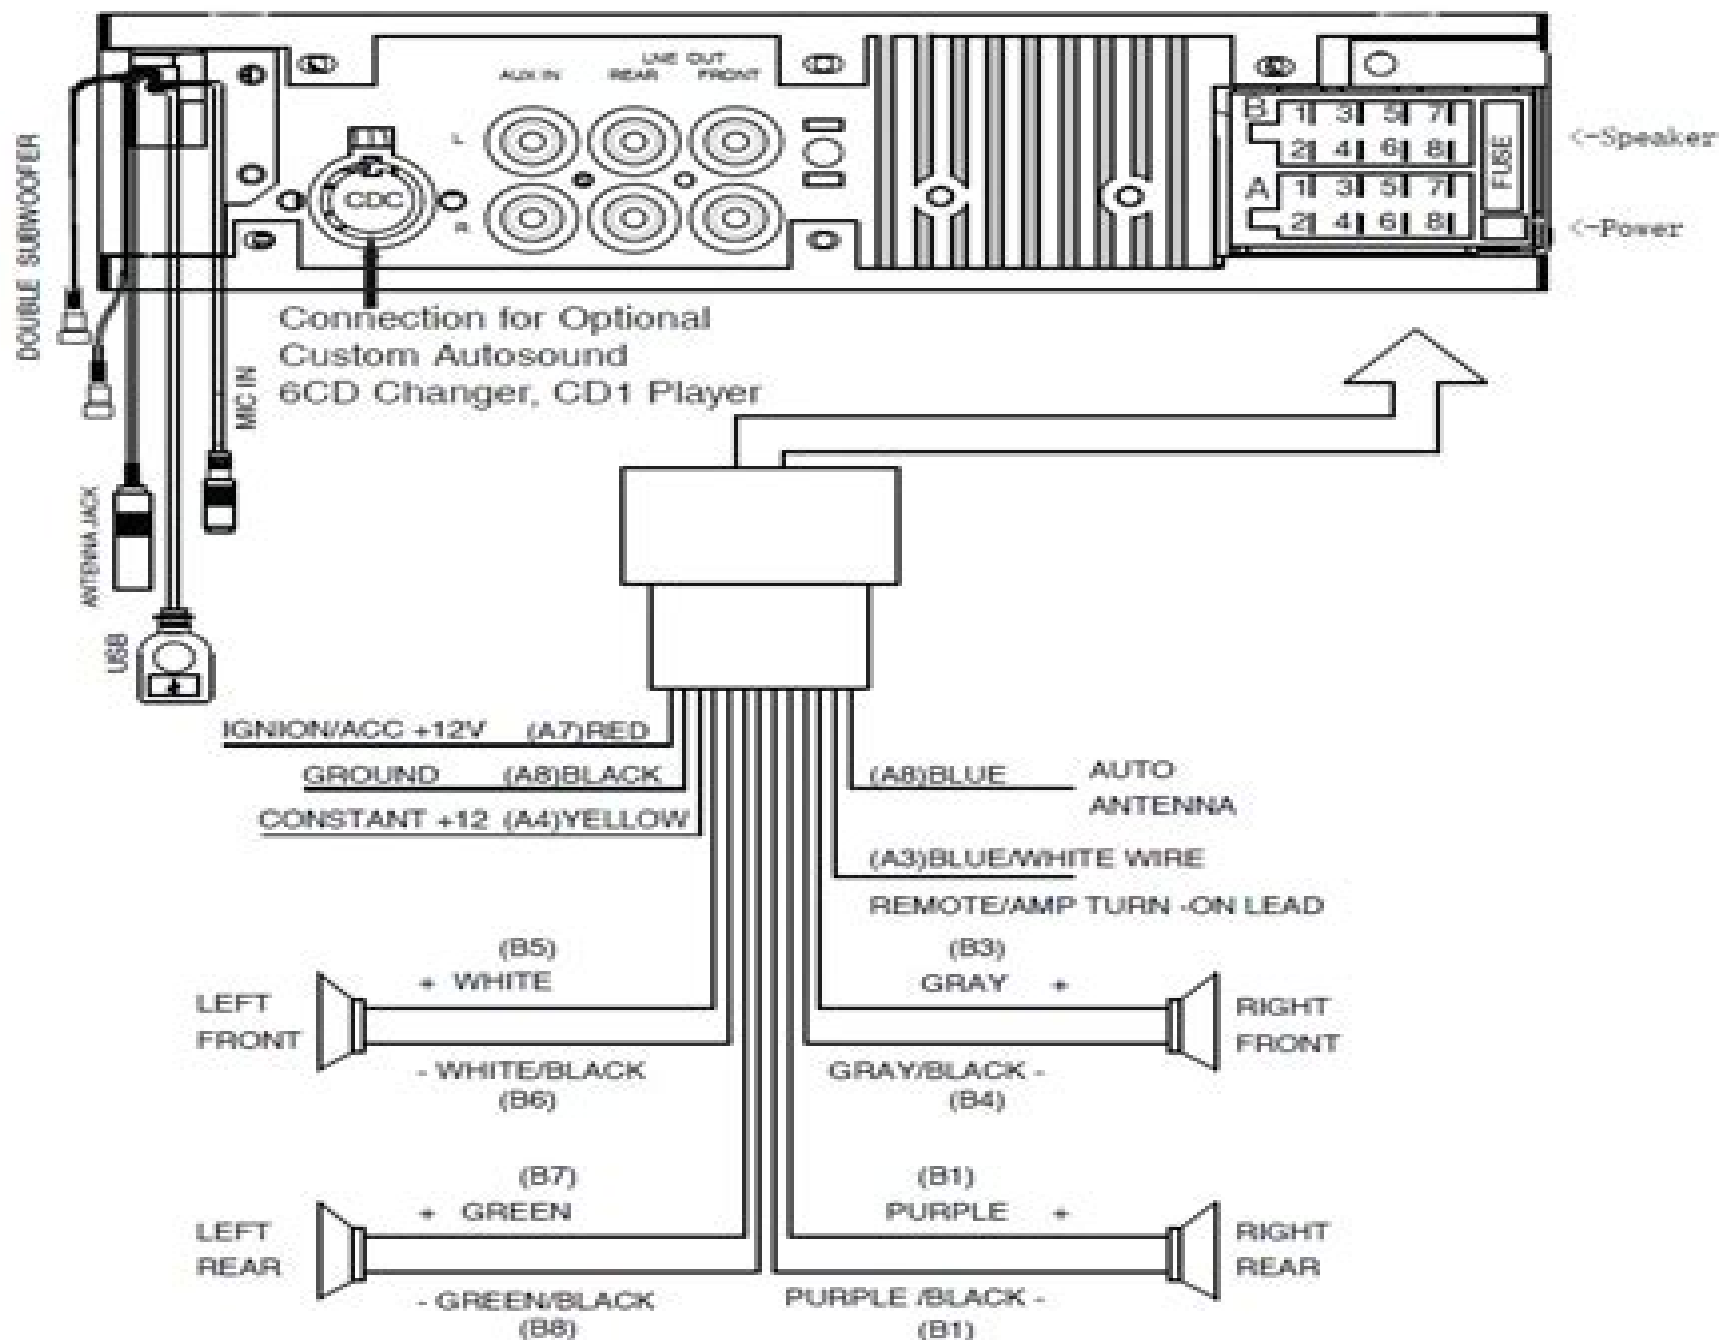 LINE OUT
AUX IN REAR FRONT
L
R
CDC
B 1 3 5 7
2 4 6 8
A 1 3 5 7
2 4 6 8
FUSE
<-Speaker
<-Power
DOUBLE SUBWOOFER
Connection for Optional
Custom Autosound
6CD Changer, CD1 Player
MIC IN
ANTENNA JACK
USB
IGNION/ACC +12V (A7)RED
GROUND (A8)BLACK
CONSTANT +12 (A4)YELLOW
(A8)BLUE AUTO
ANTENNA
(A3)BLUE/WHITE WIRE
REMOTE/AMP TURN -ON LEAD
(B5)
+ WHITE
LEFT
FRONT
- WHITE/BLACK
(B6)
(B3)
GRAY +
RIGHT
FRONT
GRAY/BLACK -
(B4)
(B7)
+ GREEN
LEFT
REAR
- GREEN/BLACK
(B8)
(B1)
PURPLE +
RIGHT
REAR
PURPLE /BLACK -
(B1)